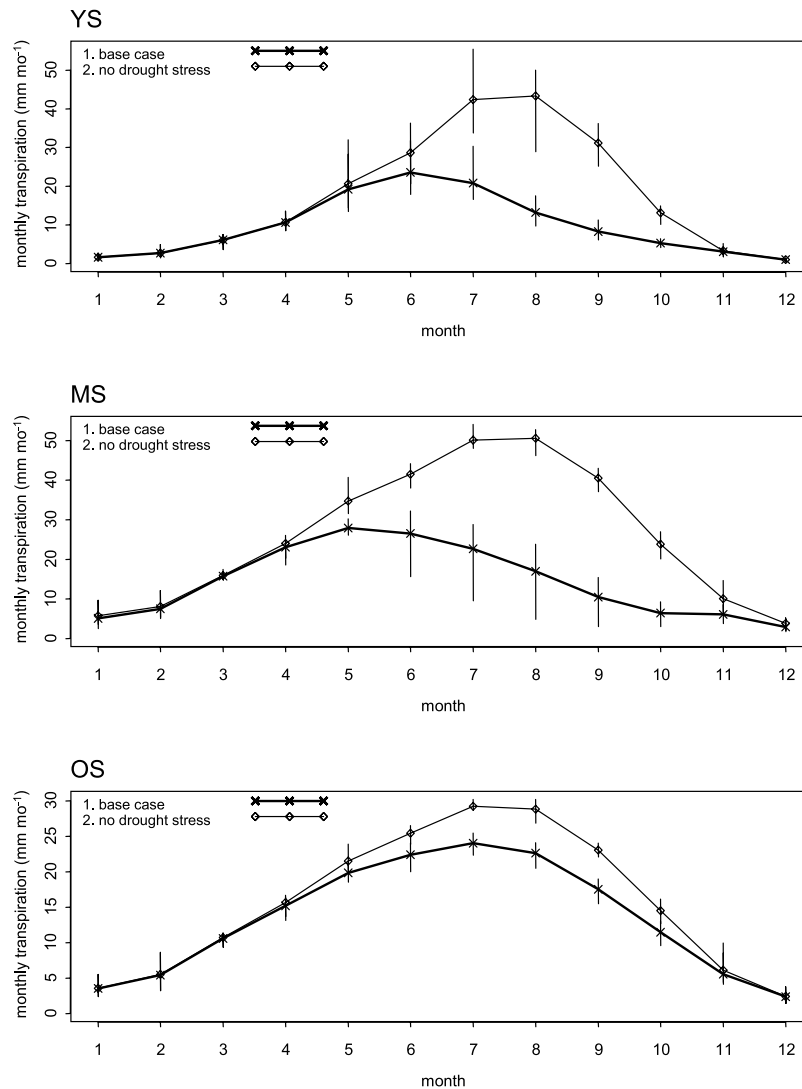 YS
1. base case
2. no drought stress
monthly transpiration (mm mo⁻¹)
50
40
30
20
10
0
1 2 3 4 5 6 7 8 9 10 11 12
month
MS
1. base case
2. no drought stress
monthly transpiration (mm mo⁻¹)
50
40
30
20
10
0
1 2 3 4 5 6 7 8 9 10 11 12
month
OS
1. base case
2. no drought stress
monthly transpiration (mm mo⁻¹)
30
25
20
15
10
5
0
1 2 3 4 5 6 7 8 9 10 11 12
month